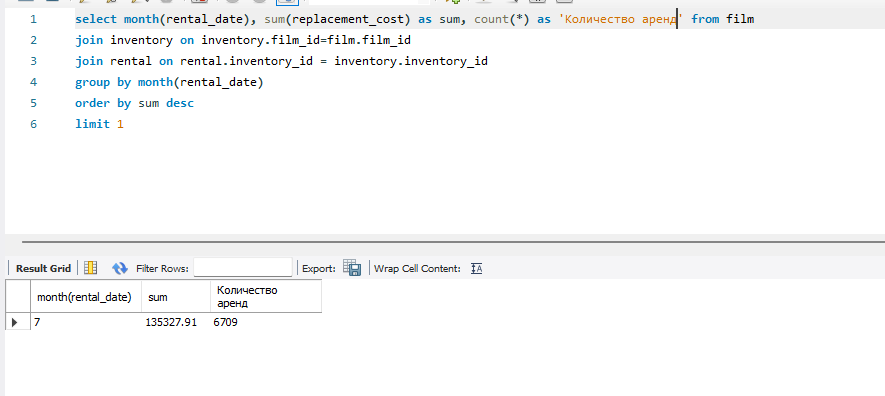 1 select month(rental_date), sum(replacement_cost) as sum, count(*) as 'Количество аренд' from film
2 join inventory on inventory.film_id=film.film_id
3 join rental on rental.inventory_id = inventory.inventory_id
4 group by month(rental_date)
5 order by sum desc
6 limit 1
Result Grid Filter Rows: Export: Wrap Cell Content: IA
month(rental_date) sum Количество
аренд
7 135327.91 6709